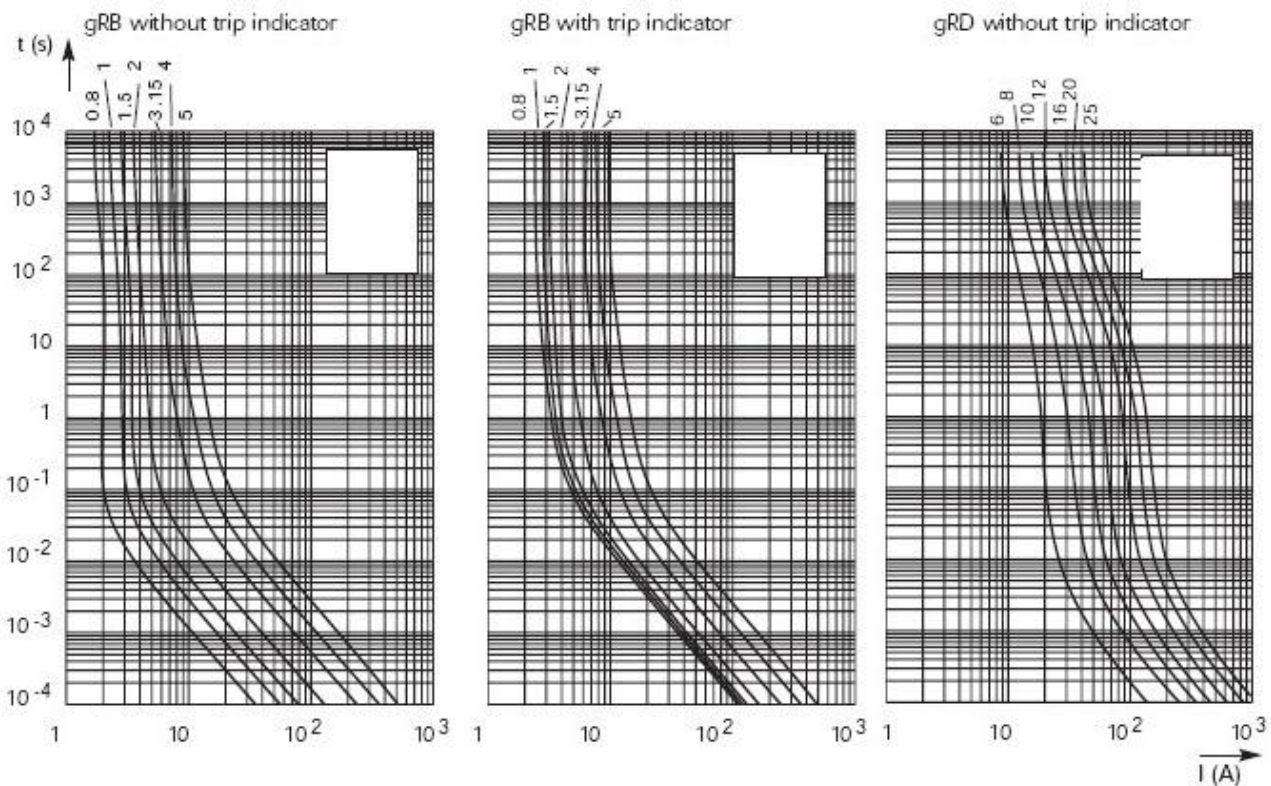 gRB without trip indicator
gRB with trip indicator
gRD without trip indicator
t (s)
0.8 1 1.5 2 3.15 4 5
0.8 1 1.5 2 3.15 4 5
6 8 10 12 16 20 25
10 4
10 3
10 2
10
1
10 -1
10 -2
10 -3
10 -4
1 10 10 2 10 3
1 10 10 2 10 3
1 10 10 2 10 3
I (A)